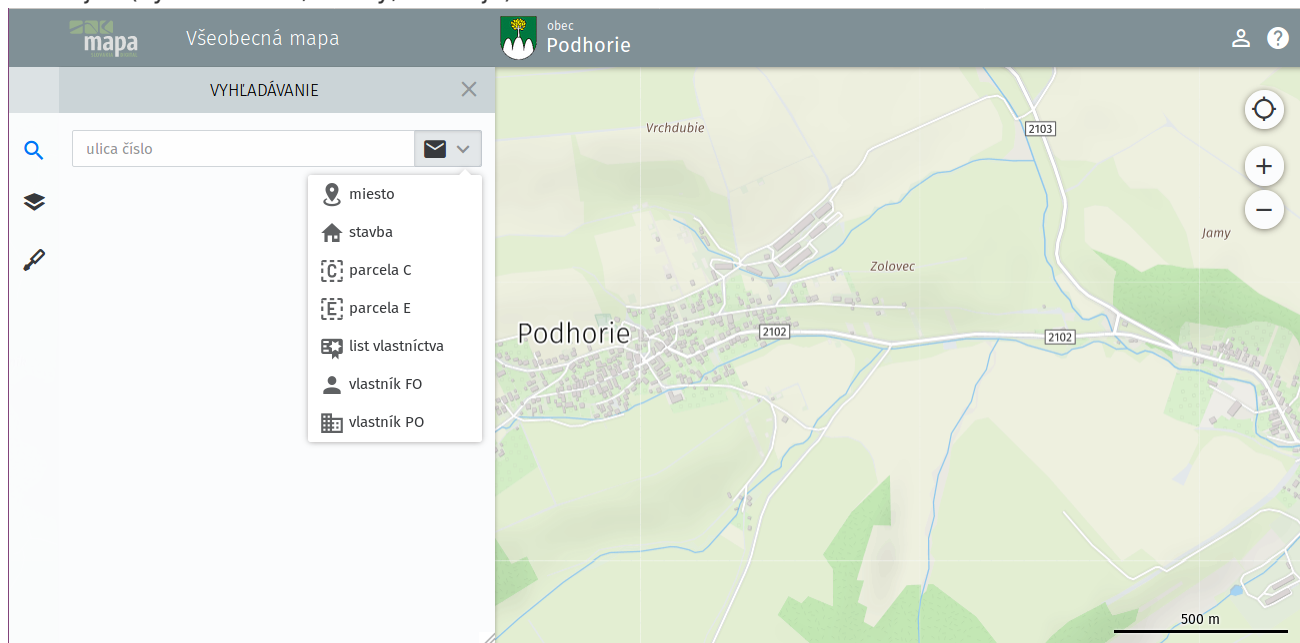 mapa
Všeobecná mapa
obec
Podhorie
VYHĽADÁVANIE
ulica číslo
miesto
stavba
C parcela C
E parcela E
list vlastníctva
vlastník FO
vlastník PO
Vrchdubie
2103
Jamy
Zolovec
Podhorie
2102
2102
500 m